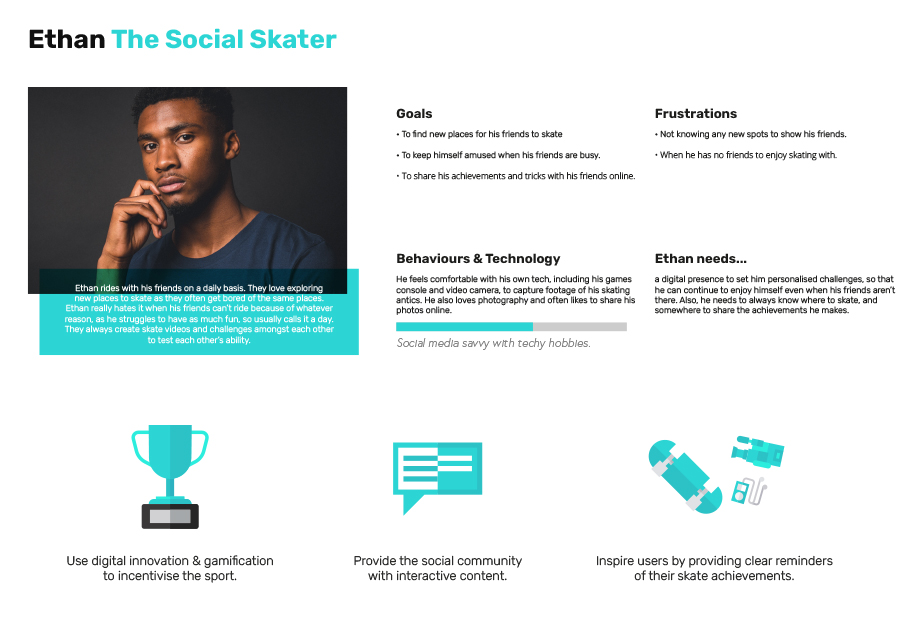 Ethan The Social Skater
Ethan rides with his friends on a daily basis. They love exploring
new places to skate as they often get bored of the same places.
Ethan really hates it when his friends can't ride because of whatever
reason, as he struggles to have as much fun, so usually calls it a day.
They always create skate videos and challenges amongst each other
to test each other's ability.
Goals
• To find new places for his friends to skate
• To keep himself amused when his friends are busy.
• To share his achievements and tricks with his friends online.
Frustrations
• Not knowing any new spots to show his friends.
• When he has no friends to enjoy skating with.
Behaviours & Technology
He feels comfortable with his own tech, including his games
console and video camera, to capture footage of his skating
antics. He also loves photography and often likes to share his
photos online.
Social media savvy with techy hobbies.
Ethan needs...
a digital presence to set him personalised challenges, so that
he can continue to enjoy himself even when his friends aren't
there. Also, he needs to always know where to skate, and
somewhere to share the achievements he makes.
Use digital innovation & gamification
to incentivise the sport.
Provide the social community
with interactive content.
Inspire users by providing clear reminders
of their skate achievements.